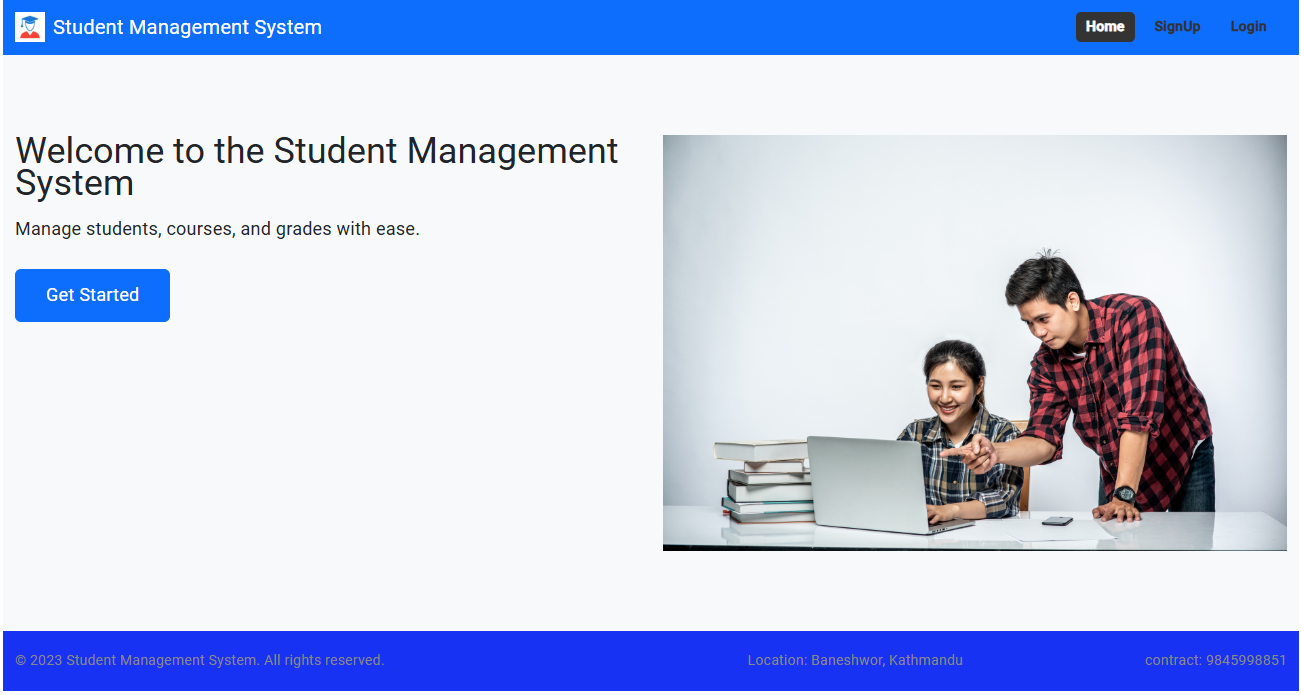 Student Management System
Home
SignUp
Login
Welcome to the Student Management
System
Manage students, courses, and grades with ease.
Get Started
© 2023 Student Management System. All rights reserved.
Location: Baneshwor, Kathmandu
contract: 9845998851